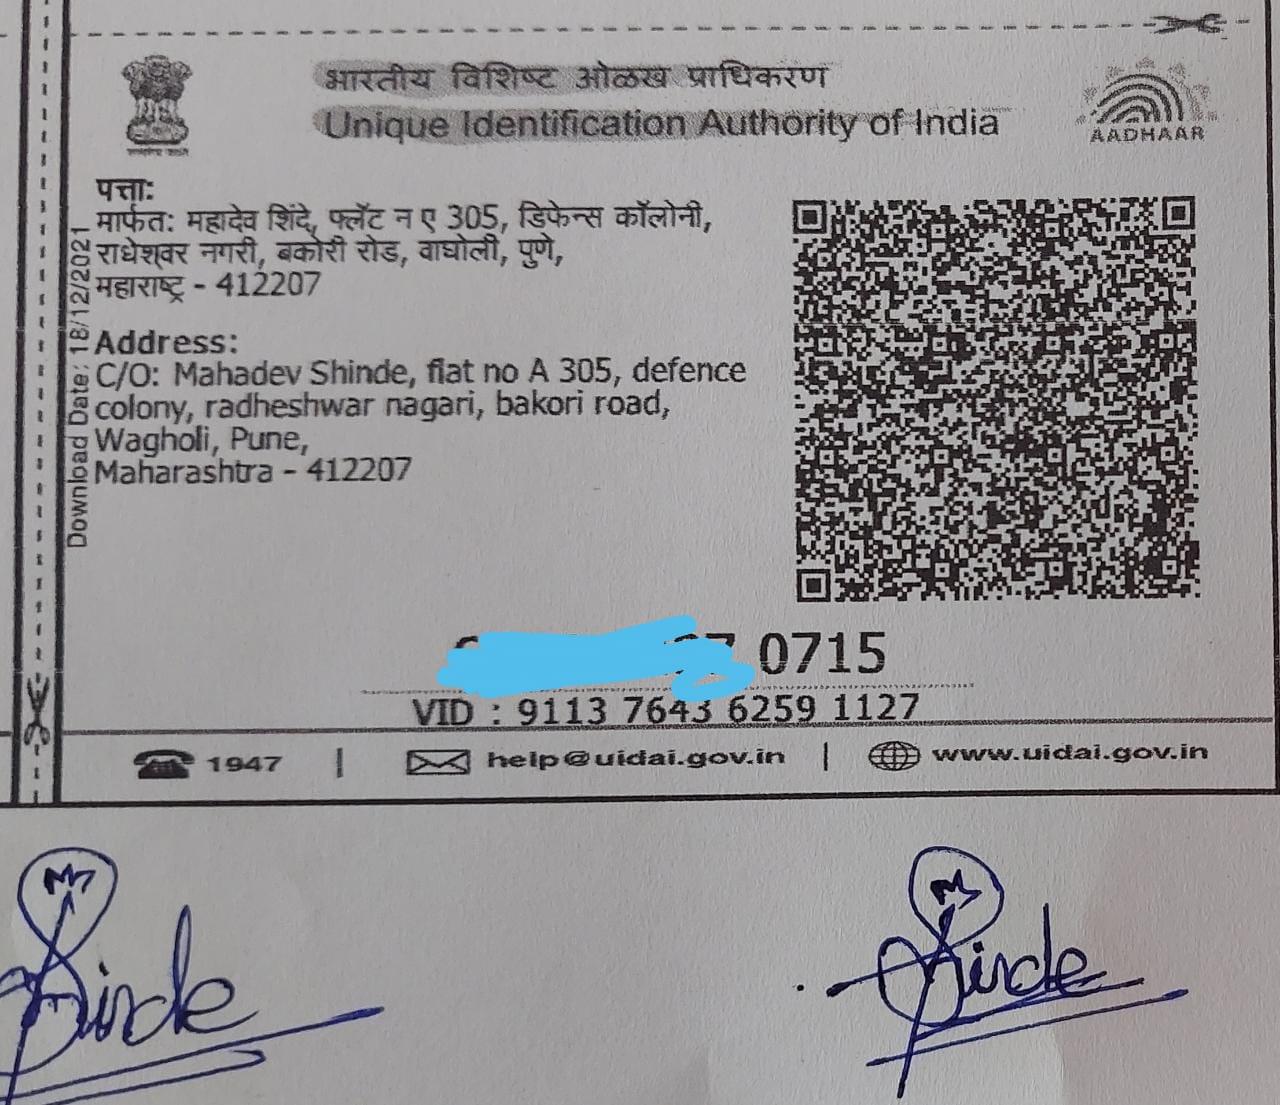 भारतीय विशिष्ट ओळख प्राधिकरण
Unique Identification Authority of India
AADHAAR
पत्ता:
मार्फत: महादेव शिंदे, फ्लॅट न ए 305, डिफेन्स कॉलोनी,
राधेश्वर नगरी, बकोरी रोड, वाघोली, पुणे,
महाराष्ट्र - 412207
Download Date: 18/12/2021
Address:
C/O: Mahadev Shinde, flat no A 305, defence
colony, radheshwar nagari, bakori road,
Wagholi, Pune,
Maharashtra - 412207
0715
VID : 9113 7643 6259 1127
1947 | help@uidai.gov.in | www.uidai.gov.in
Shinde
Shinde